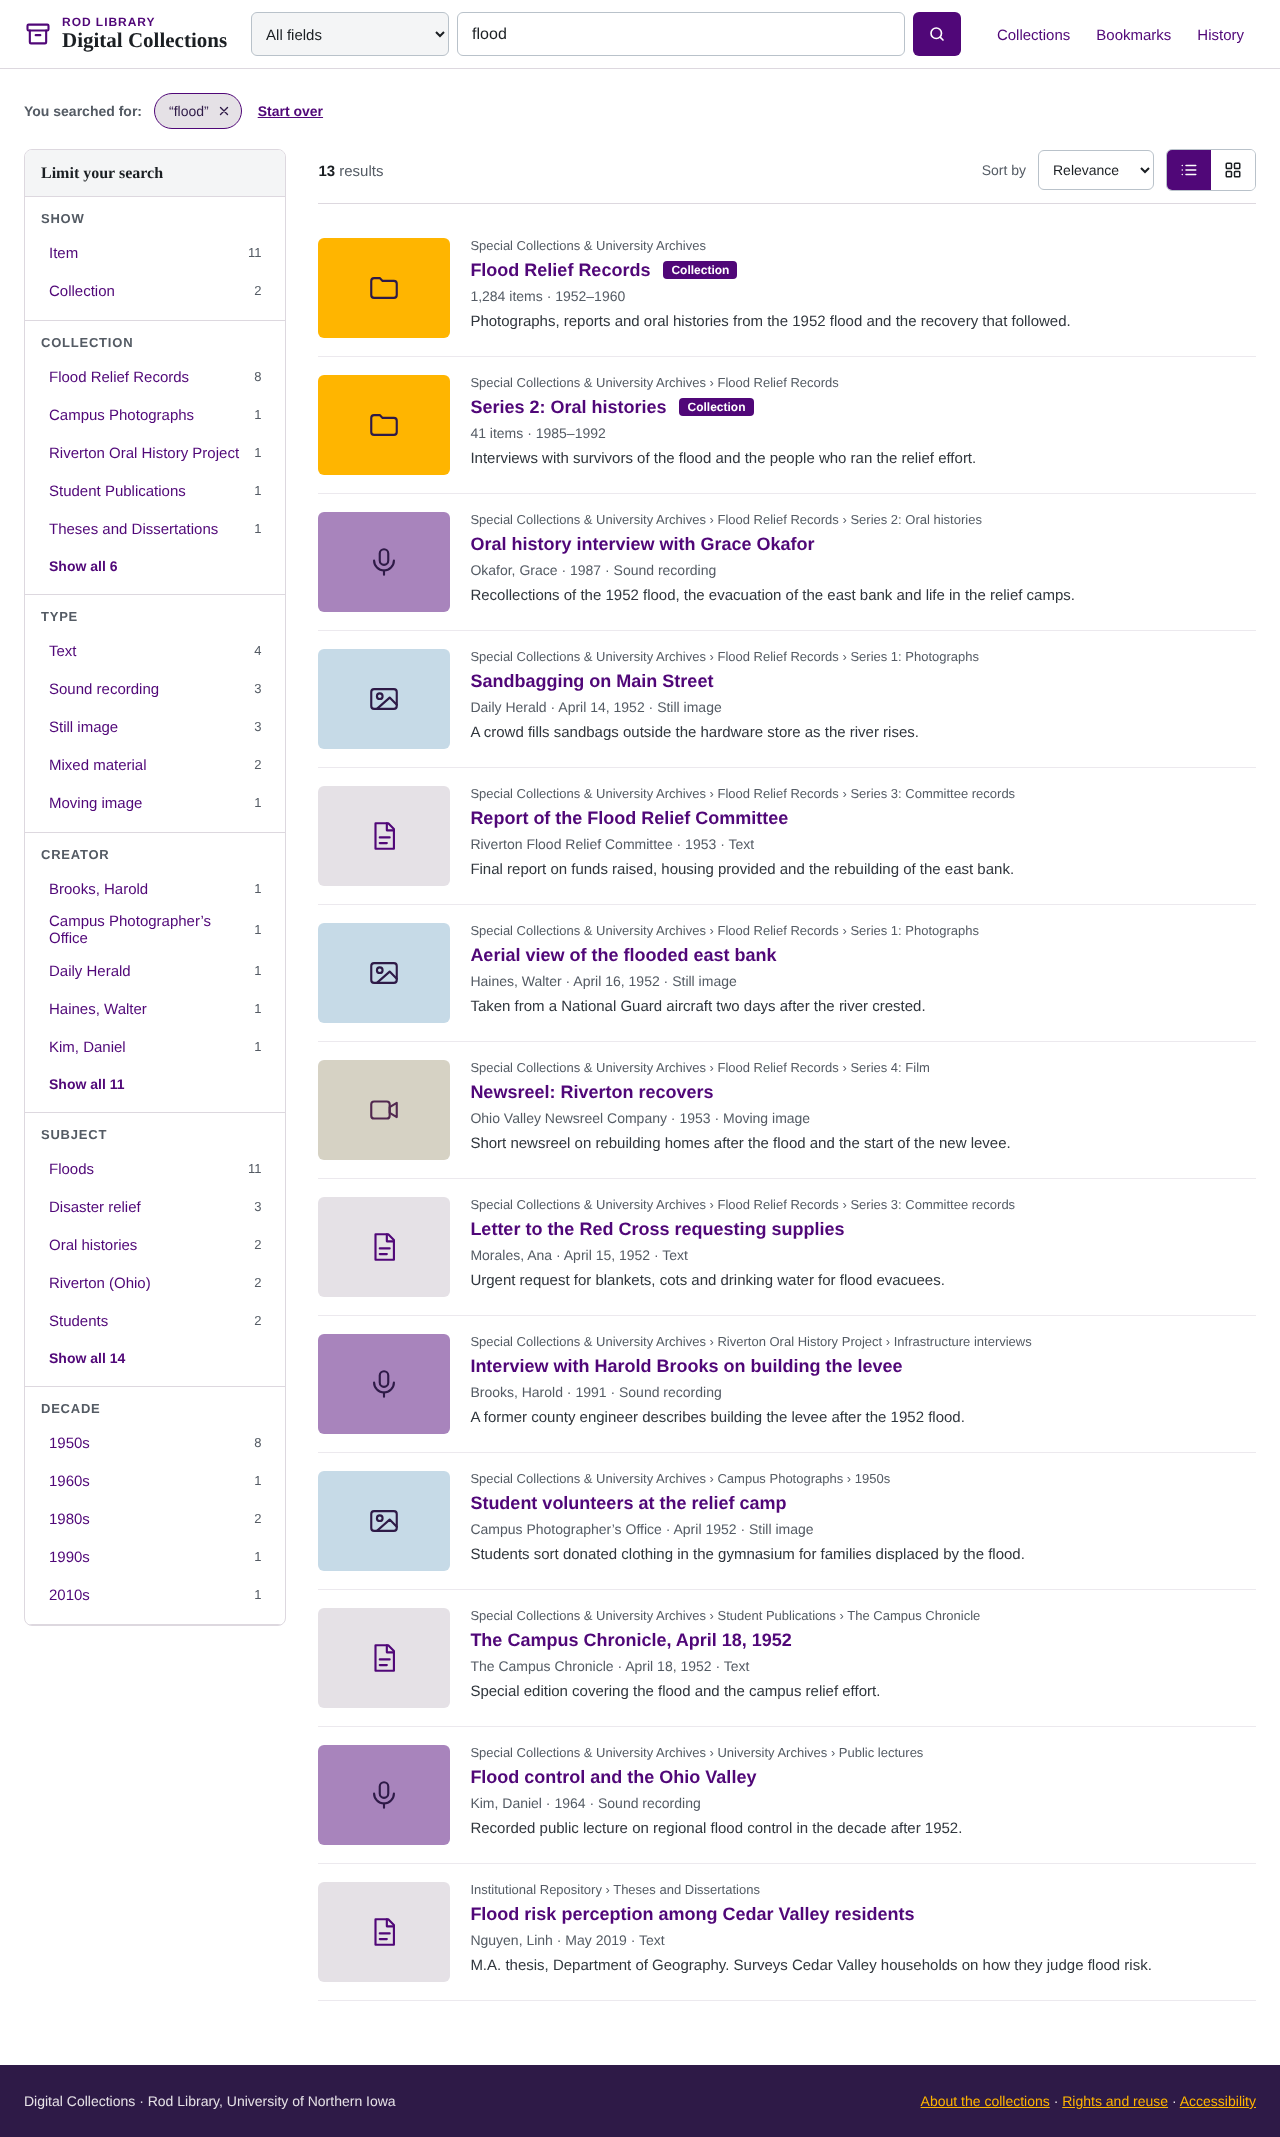 ROD LIBRARY
Digital Collections
All fields
flood
Collections
Bookmarks
History
You searched for:
“flood”
Start over
Limit your search
SHOW
Item 11
Collection 2
COLLECTION
Flood Relief Records 8
Campus Photographs 1
Riverton Oral History Project 1
Student Publications 1
Theses and Dissertations 1
Show all 6
TYPE
Text 4
Sound recording 3
Still image 3
Mixed material 2
Moving image 1
CREATOR
Brooks, Harold 1
Campus Photographer’s
Office 1
Daily Herald 1
Haines, Walter 1
Kim, Daniel 1
Show all 11
SUBJECT
Floods 11
Disaster relief 3
Oral histories 2
Riverton (Ohio) 2
Students 2
Show all 14
DECADE
1950s 8
1960s 1
1980s 2
1990s 1
2010s 1
13 results
Sort by
Relevance
Special Collections & University Archives
Flood Relief Records Collection
1,284 items · 1952–1960
Photographs, reports and oral histories from the 1952 flood and the recovery that followed.
Special Collections & University Archives › Flood Relief Records
Series 2: Oral histories Collection
41 items · 1985–1992
Interviews with survivors of the flood and the people who ran the relief effort.
Special Collections & University Archives › Flood Relief Records › Series 2: Oral histories
Oral history interview with Grace Okafor
Okafor, Grace · 1987 · Sound recording
Recollections of the 1952 flood, the evacuation of the east bank and life in the relief camps.
Special Collections & University Archives › Flood Relief Records › Series 1: Photographs
Sandbagging on Main Street
Daily Herald · April 14, 1952 · Still image
A crowd fills sandbags outside the hardware store as the river rises.
Special Collections & University Archives › Flood Relief Records › Series 3: Committee records
Report of the Flood Relief Committee
Riverton Flood Relief Committee · 1953 · Text
Final report on funds raised, housing provided and the rebuilding of the east bank.
Special Collections & University Archives › Flood Relief Records › Series 1: Photographs
Aerial view of the flooded east bank
Haines, Walter · April 16, 1952 · Still image
Taken from a National Guard aircraft two days after the river crested.
Special Collections & University Archives › Flood Relief Records › Series 4: Film
Newsreel: Riverton recovers
Ohio Valley Newsreel Company · 1953 · Moving image
Short newsreel on rebuilding homes after the flood and the start of the new levee.
Special Collections & University Archives › Flood Relief Records › Series 3: Committee records
Letter to the Red Cross requesting supplies
Morales, Ana · April 15, 1952 · Text
Urgent request for blankets, cots and drinking water for flood evacuees.
Special Collections & University Archives › Riverton Oral History Project › Infrastructure interviews
Interview with Harold Brooks on building the levee
Brooks, Harold · 1991 · Sound recording
A former county engineer describes building the levee after the 1952 flood.
Special Collections & University Archives › Campus Photographs › 1950s
Student volunteers at the relief camp
Campus Photographer’s Office · April 1952 · Still image
Students sort donated clothing in the gymnasium for families displaced by the flood.
Special Collections & University Archives › Student Publications › The Campus Chronicle
The Campus Chronicle, April 18, 1952
The Campus Chronicle · April 18, 1952 · Text
Special edition covering the flood and the campus relief effort.
Special Collections & University Archives › University Archives › Public lectures
Flood control and the Ohio Valley
Kim, Daniel · 1964 · Sound recording
Recorded public lecture on regional flood control in the decade after 1952.
Institutional Repository › Theses and Dissertations
Flood risk perception among Cedar Valley residents
Nguyen, Linh · May 2019 · Text
M.A. thesis, Department of Geography. Surveys Cedar Valley households on how they judge flood risk.
Digital Collections · Rod Library, University of Northern Iowa
About the collections · Rights and reuse · Accessibility